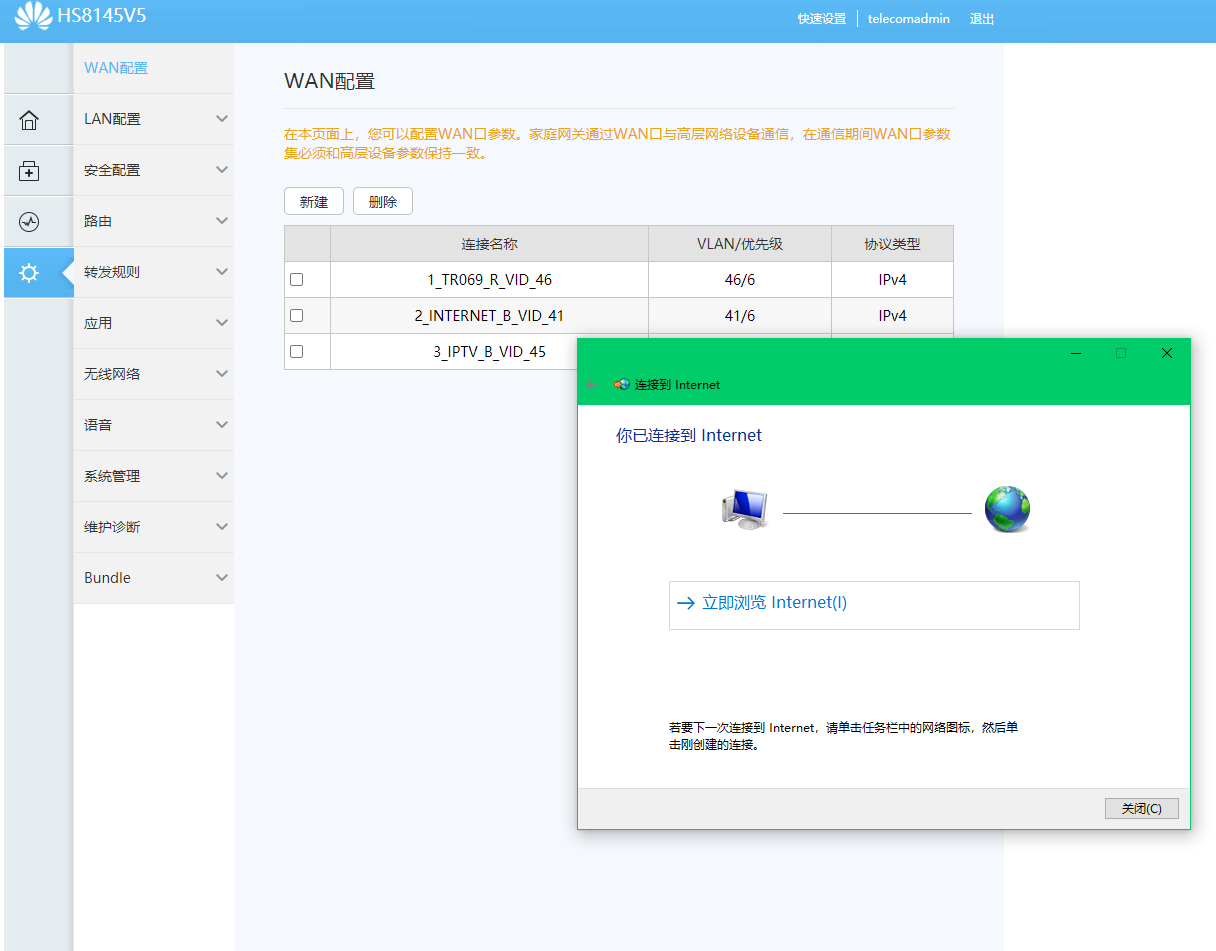 HS8145V5
快速设置 telecomadmin 退出
WAN配置
LAN配置
安全配置
路由
转发规则
应用
无线网络
语音
系统管理
维护诊断
Bundle
WAN配置
在本页面上，您可以配置WAN口参数。家庭网关通过WAN口与高层网络设备通信，在通信期间WAN口参数
集必须和高层设备参数保持一致。
新建 删除
连接名称 VLAN/优先级 协议类型
1_TR069_R_VID_46 46/6 IPv4
2_INTERNET_B_VID_41 41/6 IPv4
3_IPTV_B_VID_45
连接到 Internet
你已连接到 Internet
立即浏览 Internet(I)
若要下一次连接到 Internet，请单击任务栏中的网络图标，然后单
击刚创建的连接。
关闭(C)